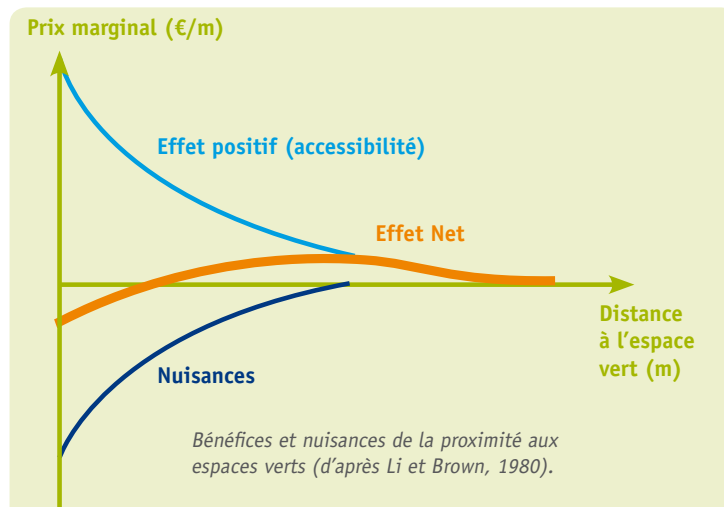 Prix marginal (€/m)
Effet positif (accessibilité)
Effet Net
Distance
à l’espace
vert (m)
Nuisances
Bénéfices et nuisances de la proximité aux
espaces verts (d’après Li et Brown, 1980).